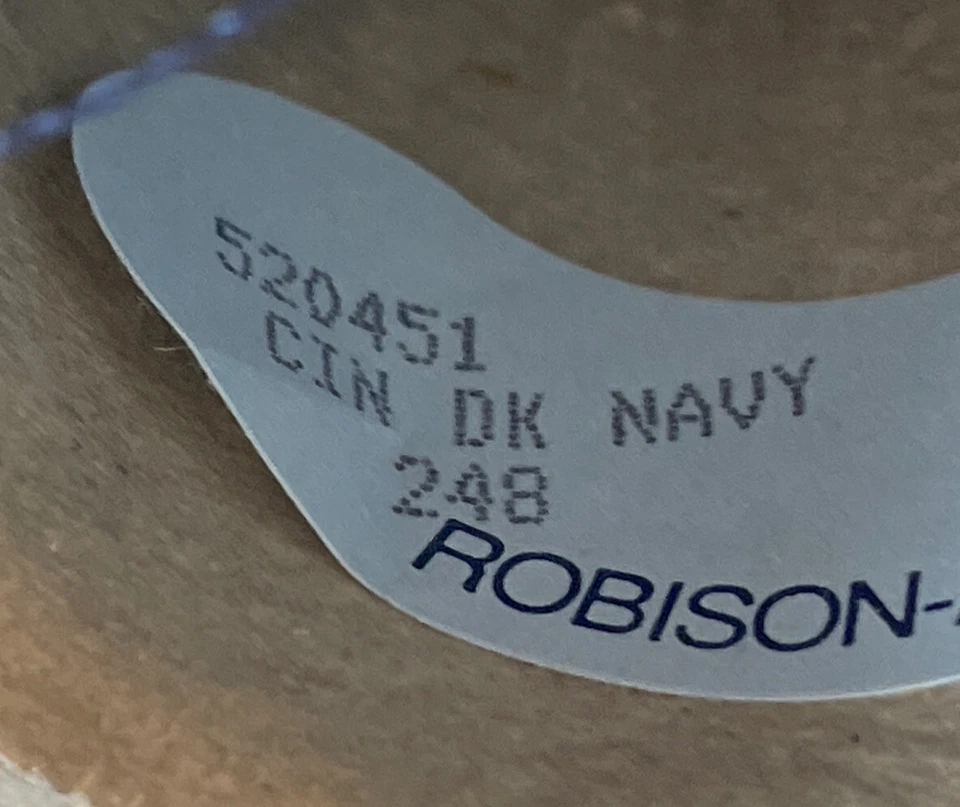 520451
CIN DK NAVY
248
ROBISON-